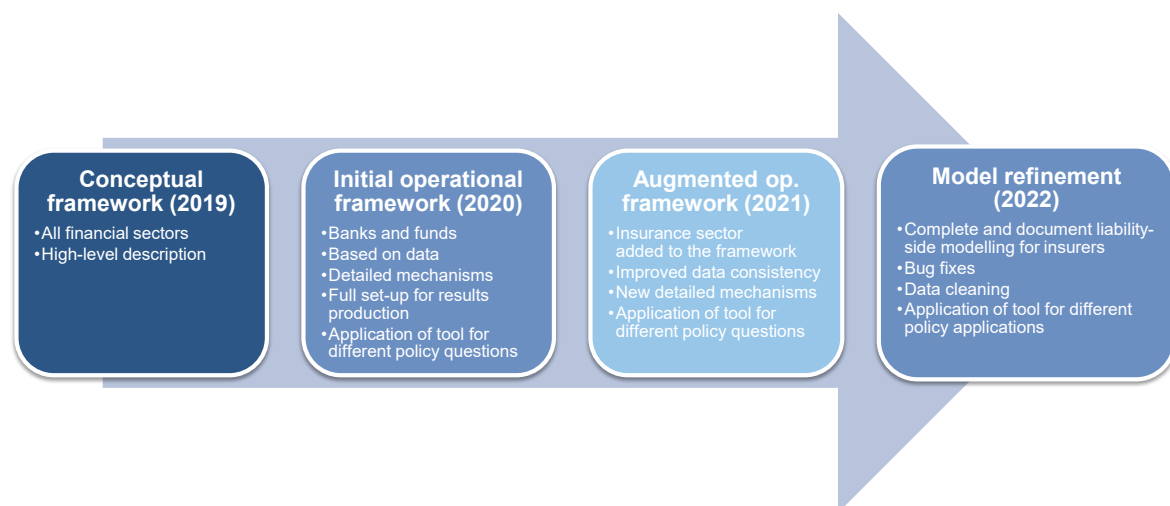 Conceptual
framework (2019)
•All financial sectors
•High-level description
Initial operational
framework (2020)
•Banks and funds
•Based on data
•Detailed mechanisms
•Full set-up for results
production
•Application of tool for
different policy questions
Augmented op.
framework (2021)
•Insurance sector
added to the framework
•Improved data consistency
•New detailed mechanisms
•Application of tool for
different policy questions
Model refinement
(2022)
•Complete and document liability-
side modelling for insurers
•Bug fixes
•Data cleaning
•Application of tool for different
policy applications